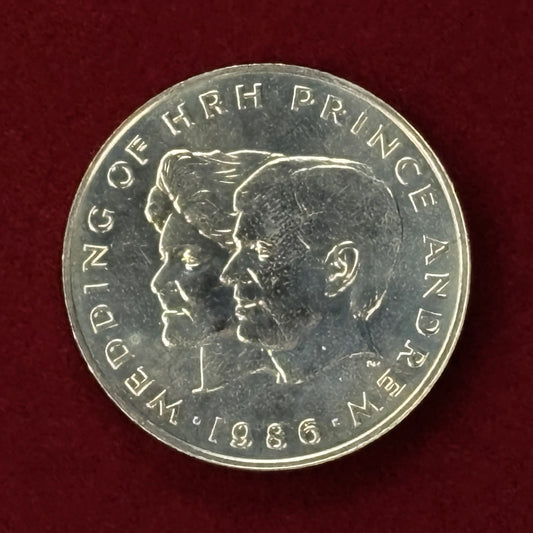 WEDDING OF HRH PRINCE ANDREW
· 1986 ·